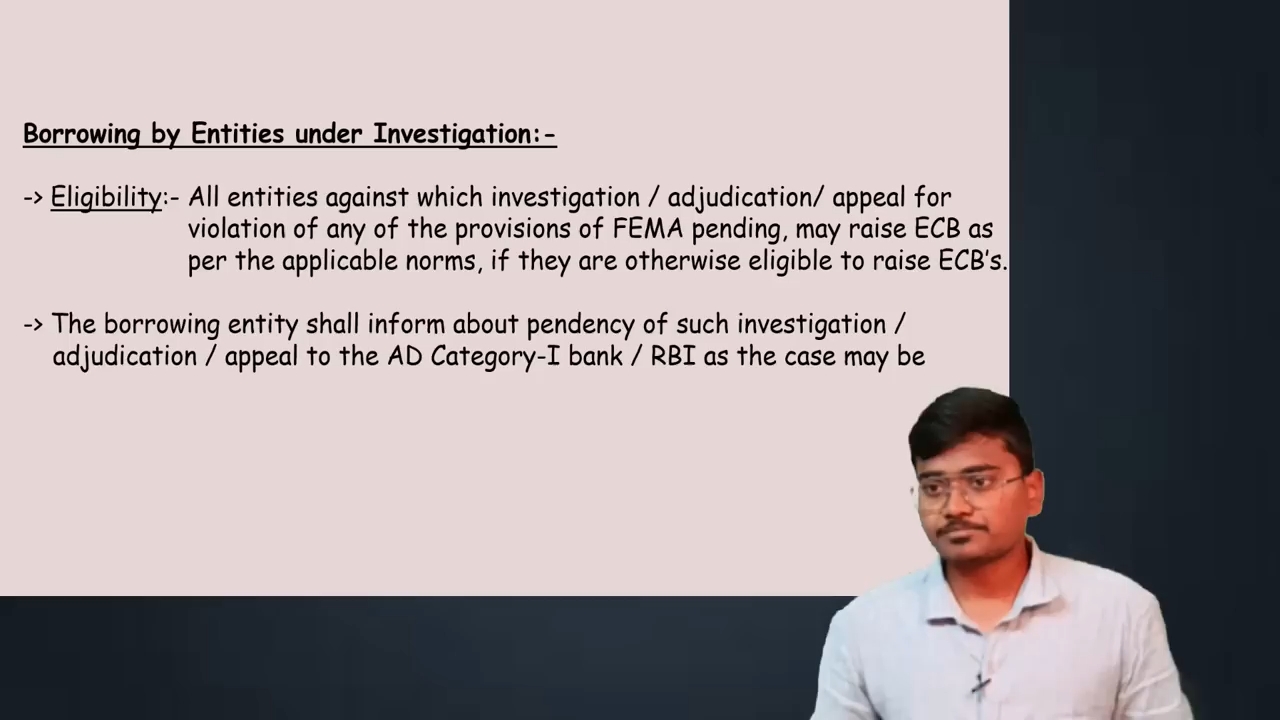 Borrowing by Entities under Investigation:-
-> Eligibility:- All entities against which investigation / adjudication/ appeal for
violation of any of the provisions of FEMA pending, may raise ECB as
per the applicable norms, if they are otherwise eligible to raise ECB's.
-> The borrowing entity shall inform about pendency of such investigation /
adjudication / appeal to the AD Category-I bank / RBI as the case may be